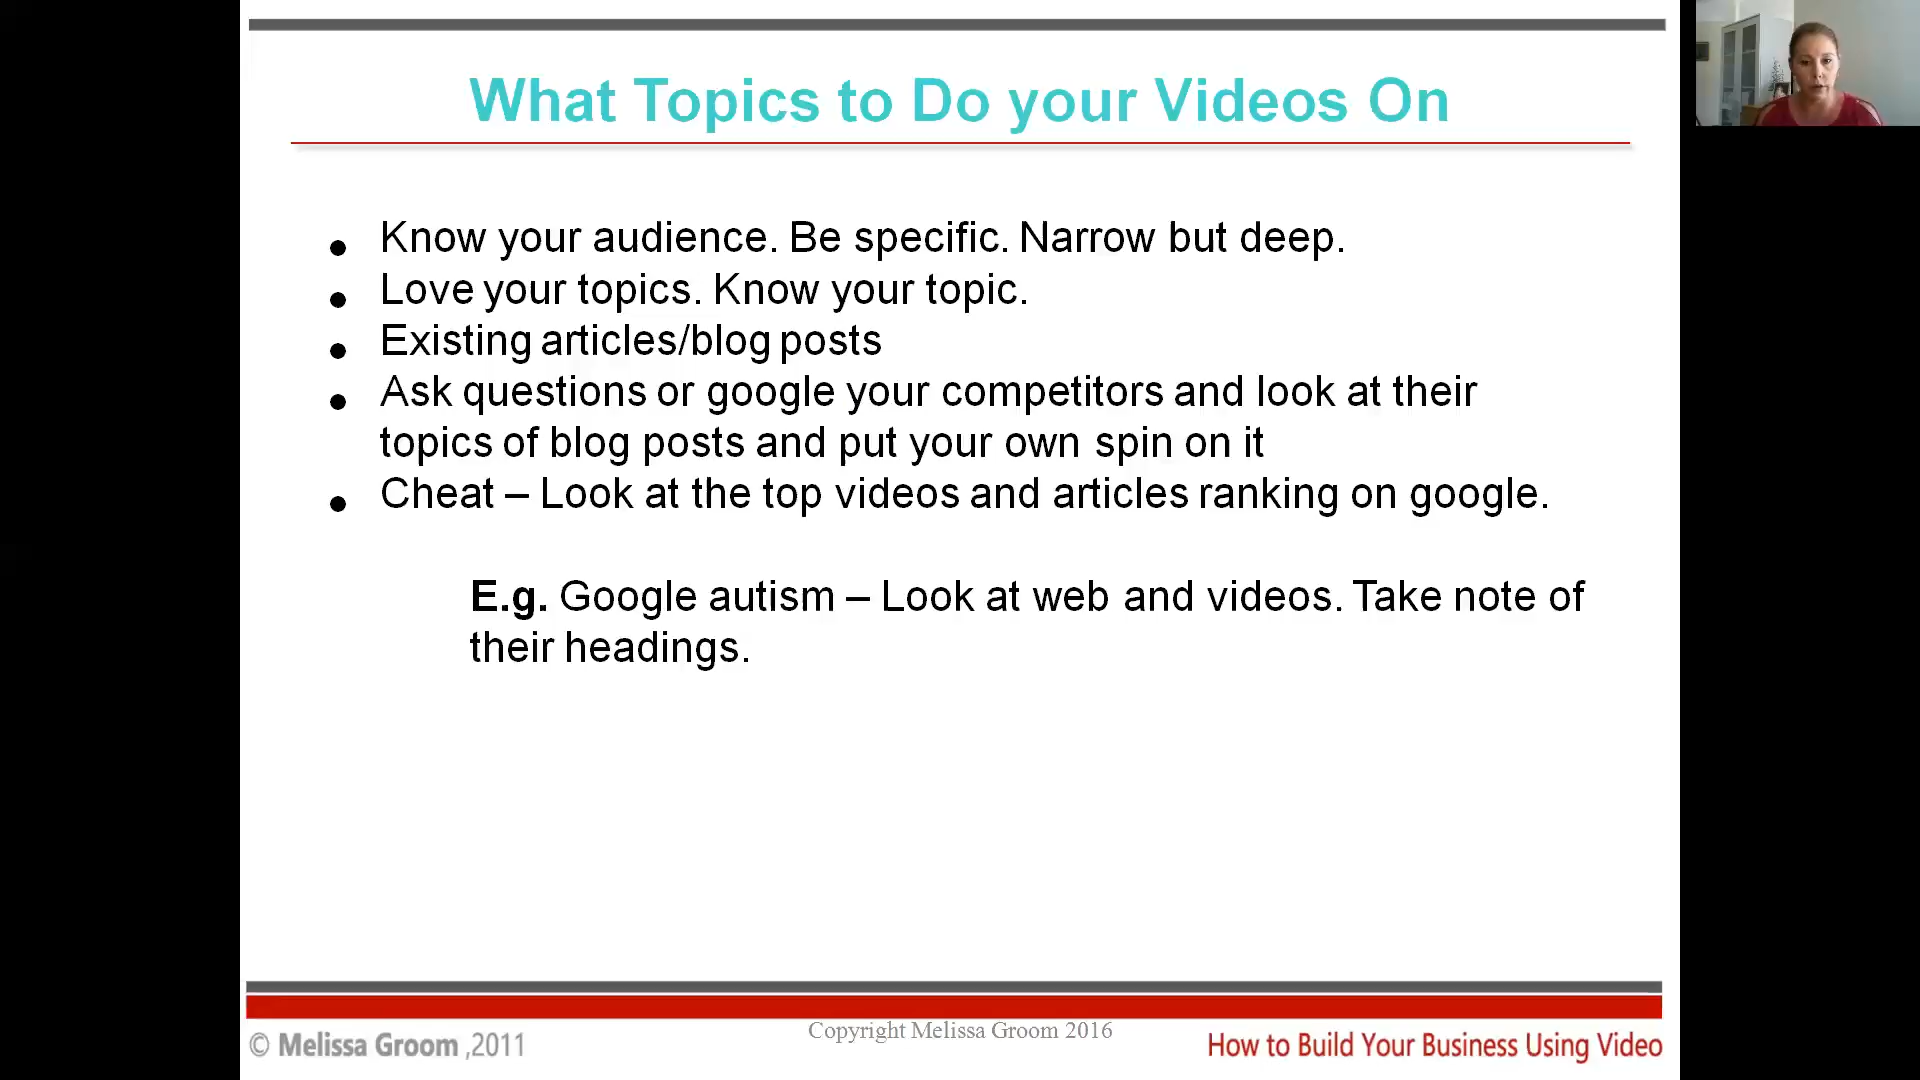 What Topics to Do your Videos On
• Know your audience. Be specific. Narrow but deep.
• Love your topics. Know your topic.
• Existing articles/blog posts
• Ask questions or google your competitors and look at their
topics of blog posts and put your own spin on it
• Cheat – Look at the top videos and articles ranking on google.
E.g. Google autism – Look at web and videos. Take note of
their headings.
© Melissa Groom ,2011
Copyright Melissa Groom 2016
How to Build Your Business Using Video